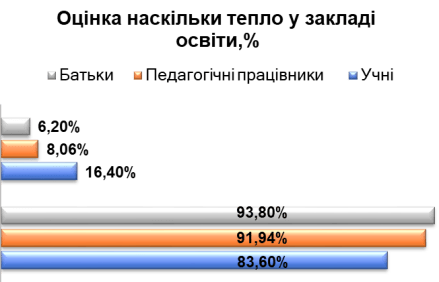 Оцінка наскільки тепло у закладі
освіти,%
Батьки Педагогічні працівники Учні
6,20%
8,06%
16,40%
93,80%
91,94%
83,60%